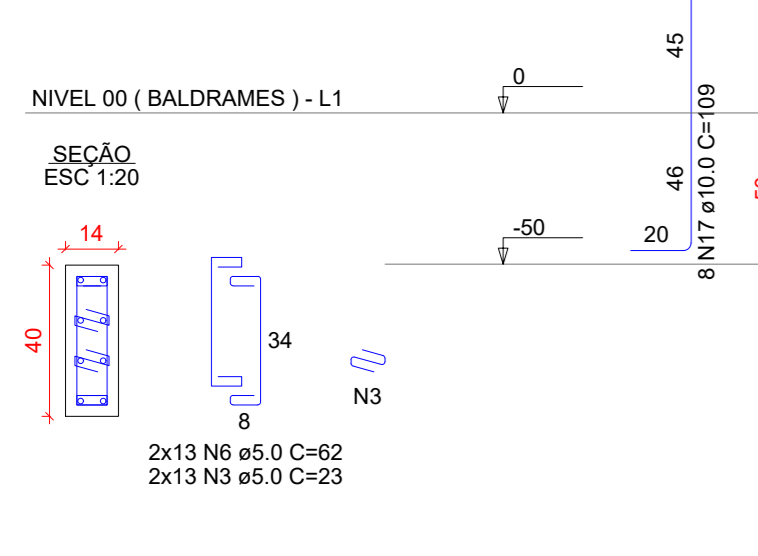 45
0
NIVEL 00 ( BALDRAMES ) - L1
SEÇÃO
ESC 1:20
46
8 N17 ø10.0 C=109
14
-50
20
40
34
N3
8
2x13 N6 ø5.0 C=62
2x13 N3 ø5.0 C=23